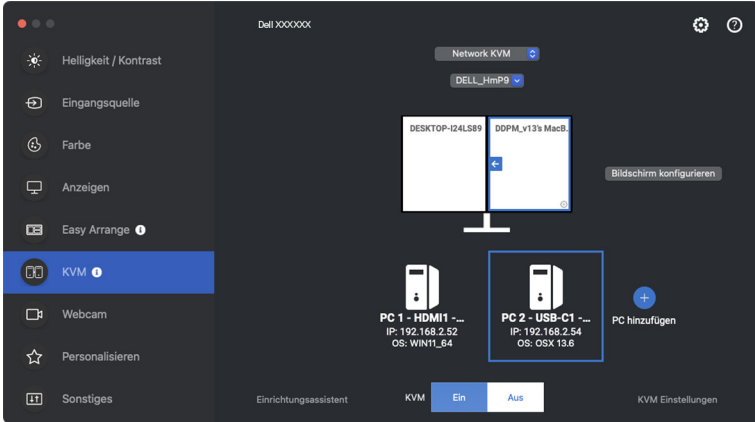 Dell XXXXXX
Helligkeit / Kontrast
Eingangsquelle
Farbe
Anzeigen
Easy Arrange
KVM
Webcam
Personalisieren
Sonstiges
Network KVM
DELL_HmP9
DESKTOP-I24LS89
DDPM_v13's MacB.
Bildschirm konfigurieren
PC 1 - HDMI1 -...
IP: 192.168.2.52
OS: WIN11_64
PC 2 - USB-C1 -...
IP: 192.168.2.54
OS: OSX 13.6
PC hinzufügen
Einrichtungsassistent
KVM
Ein
Aus
KVM Einstellungen